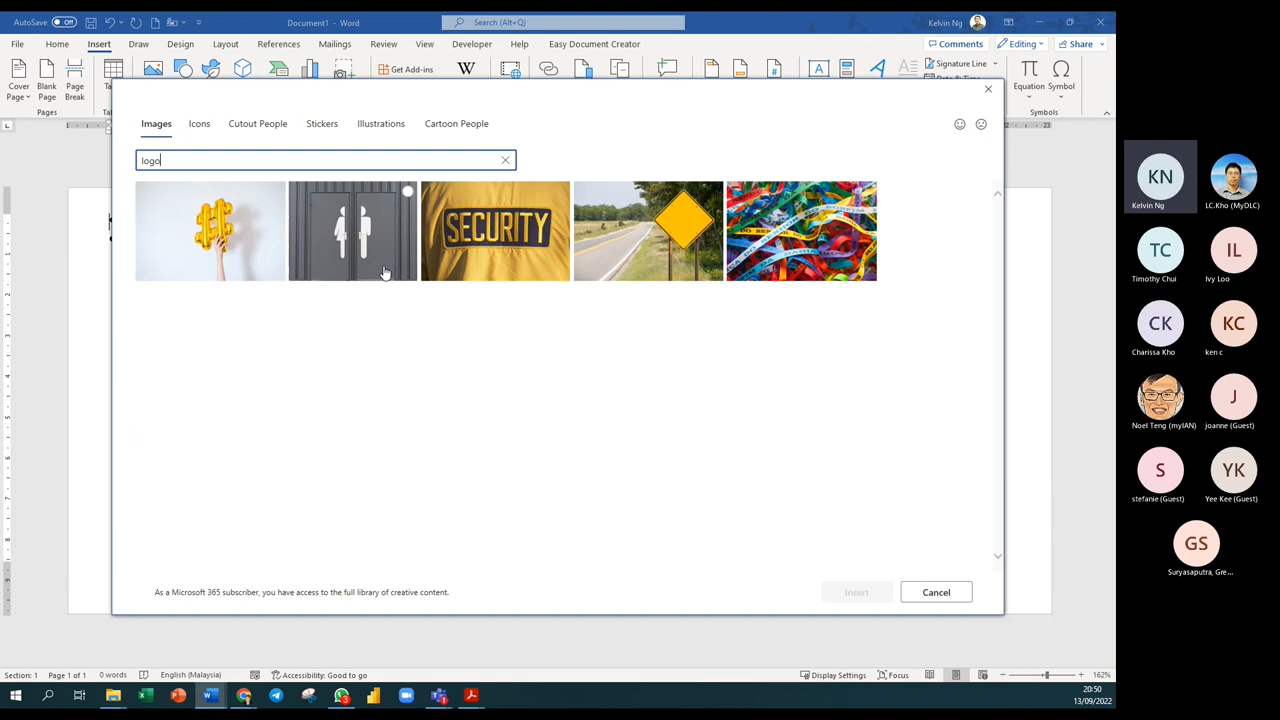 AutoSave Off
Document1 - Word
Search (Alt+Q)
Kelvin Ng
File Home Insert Draw Design Layout References Mailings Review View Developer Help Easy Document Creator
Comments Editing Share
Cover Page
Blank Page
Page Break
Pages
Get Add-ins
W
Signature Line
Equation
Symbol
Symbols
Images Icons Cutout People Stickers Illustrations Cartoon People
logo
SECURITY
As a Microsoft 365 subscriber, you have access to the full library of creative content.
Insert
Cancel
KN
Kelvin Ng
LC.Kho (MyDLC)
TC
Timothy Chui
IL
Ivy Loo
CK
Charissa Kho
KC
ken c
Noel Teng (myIAN)
J
joanne (Guest)
S
stefanie (Guest)
YK
Yee Kee (Guest)
GS
Suryasaputra, Gre...
Section: 1 Page 1 of 1 0 words English (Malaysia) Accessibility: Good to go
Display Settings Focus 162%
20:50
13/09/2022